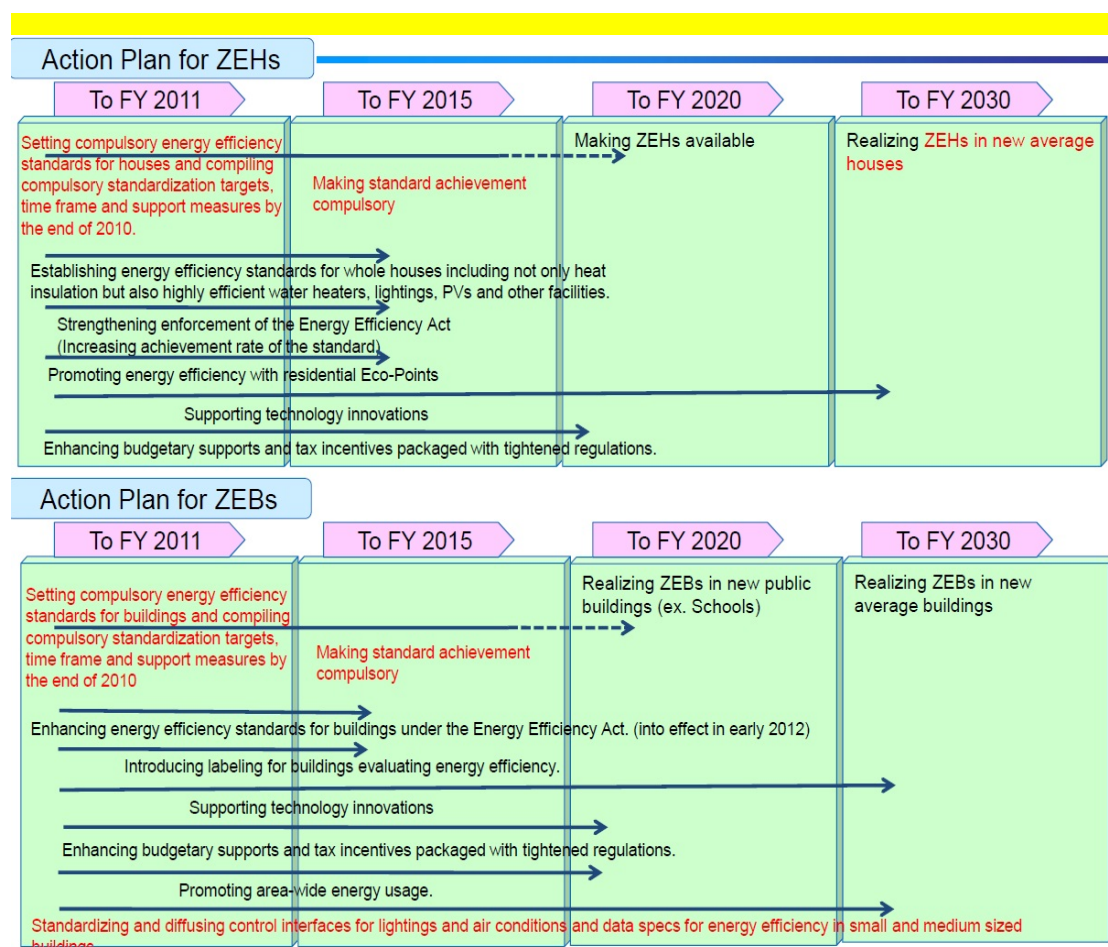 Action Plan for ZEHs
To FY 2011
To FY 2015
To FY 2020
To FY 2030
Setting compulsory energy efficiency
standards for houses and compiling
compulsory standardization targets,
time frame and support measures by
the end of 2010.
Making standard achievement
compulsory
Making ZEHs available
Realizing ZEHs in new average
houses
Establishing energy efficiency standards for whole houses including not only heat
insulation but also highly efficient water heaters, lightings, PVs and other facilities.
Strengthening enforcement of the Energy Efficiency Act
(Increasing achievement rate of the standard)
Promoting energy efficiency with residential Eco-Points
Supporting technology innovations
Enhancing budgetary supports and tax incentives packaged with tightened regulations.
Action Plan for ZEBs
To FY 2011
To FY 2015
To FY 2020
To FY 2030
Setting compulsory energy efficiency
standards for buildings and compiling
compulsory standardization targets,
time frame and support measures by
the end of 2010
Making standard achievement
compulsory
Realizing ZEBs in new public
buildings (ex. Schools)
Realizing ZEBs in new
average buildings
Enhancing energy efficiency standards for buildings under the Energy Efficiency Act. (into effect in early 2012)
Introducing labeling for buildings evaluating energy efficiency.
Supporting technology innovations
Enhancing budgetary supports and tax incentives packaged with tightened regulations.
Promoting area-wide energy usage.
Standardizing and diffusing control interfaces for lightings and air conditions and data specs for energy efficiency in small and medium sized
buildings